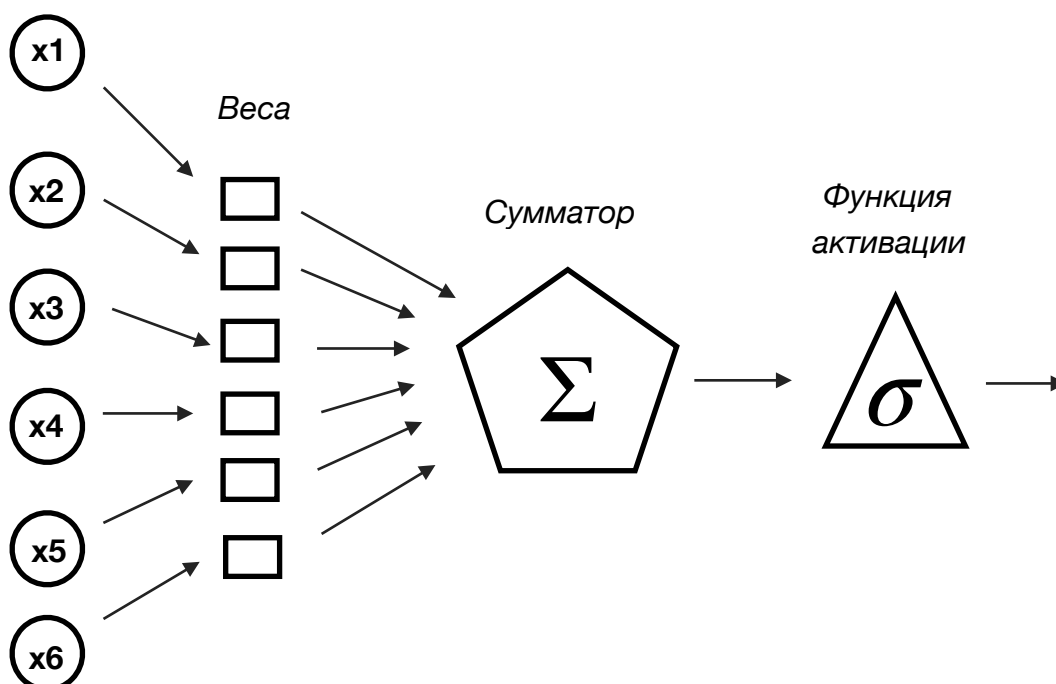 x1
Веса
x2
Сумматор
Функция
активации
x3
Σ
σ
x4
x5
x6